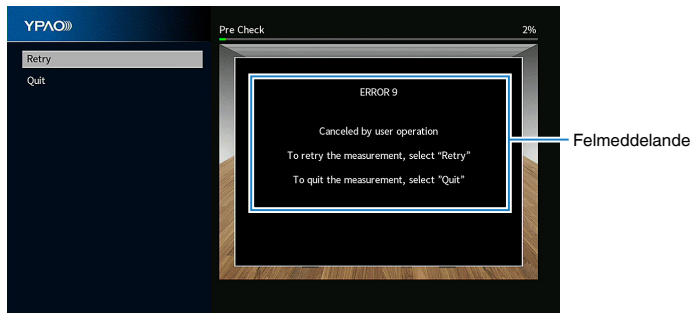 YPAO
Pre Check
2%
Retry
Quit
ERROR 9
Canceled by user operation
To retry the measurement, select “Retry”
To quit the measurement, select ”Quit”
Felmeddelande